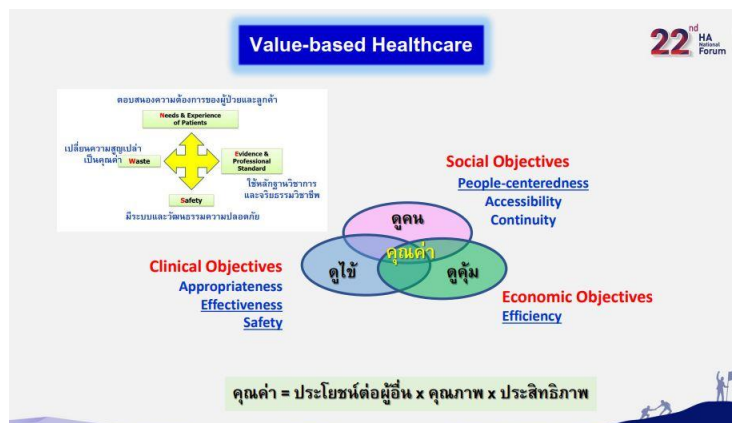 Value-based Healthcare
22nd HA
National
Forum
ตอบสนองความต้องการของผู้ป่วยและลูกค้า
Needs & Experience
of Patients
เปลี่ยนความสูญเปล่า
เป็นคุณค่า
Waste
Evidence &
Professional
Standard
ใช้หลักฐานวิชาการ
และจริยธรรมวิชาชีพ
Safety
มีระบบและวัฒนธรรมความปลอดภัย
Social Objectives
People-centeredness
Accessibility
Continuity
ดูคน
คุณค่า
ดูไข้
ดูคุ้ม
Clinical Objectives
Appropriateness
Effectiveness
Safety
Economic Objectives
Efficiency
คุณค่า = ประโยชน์ต่อผู้อื่น x คุณภาพ x ประสิทธิภาพ